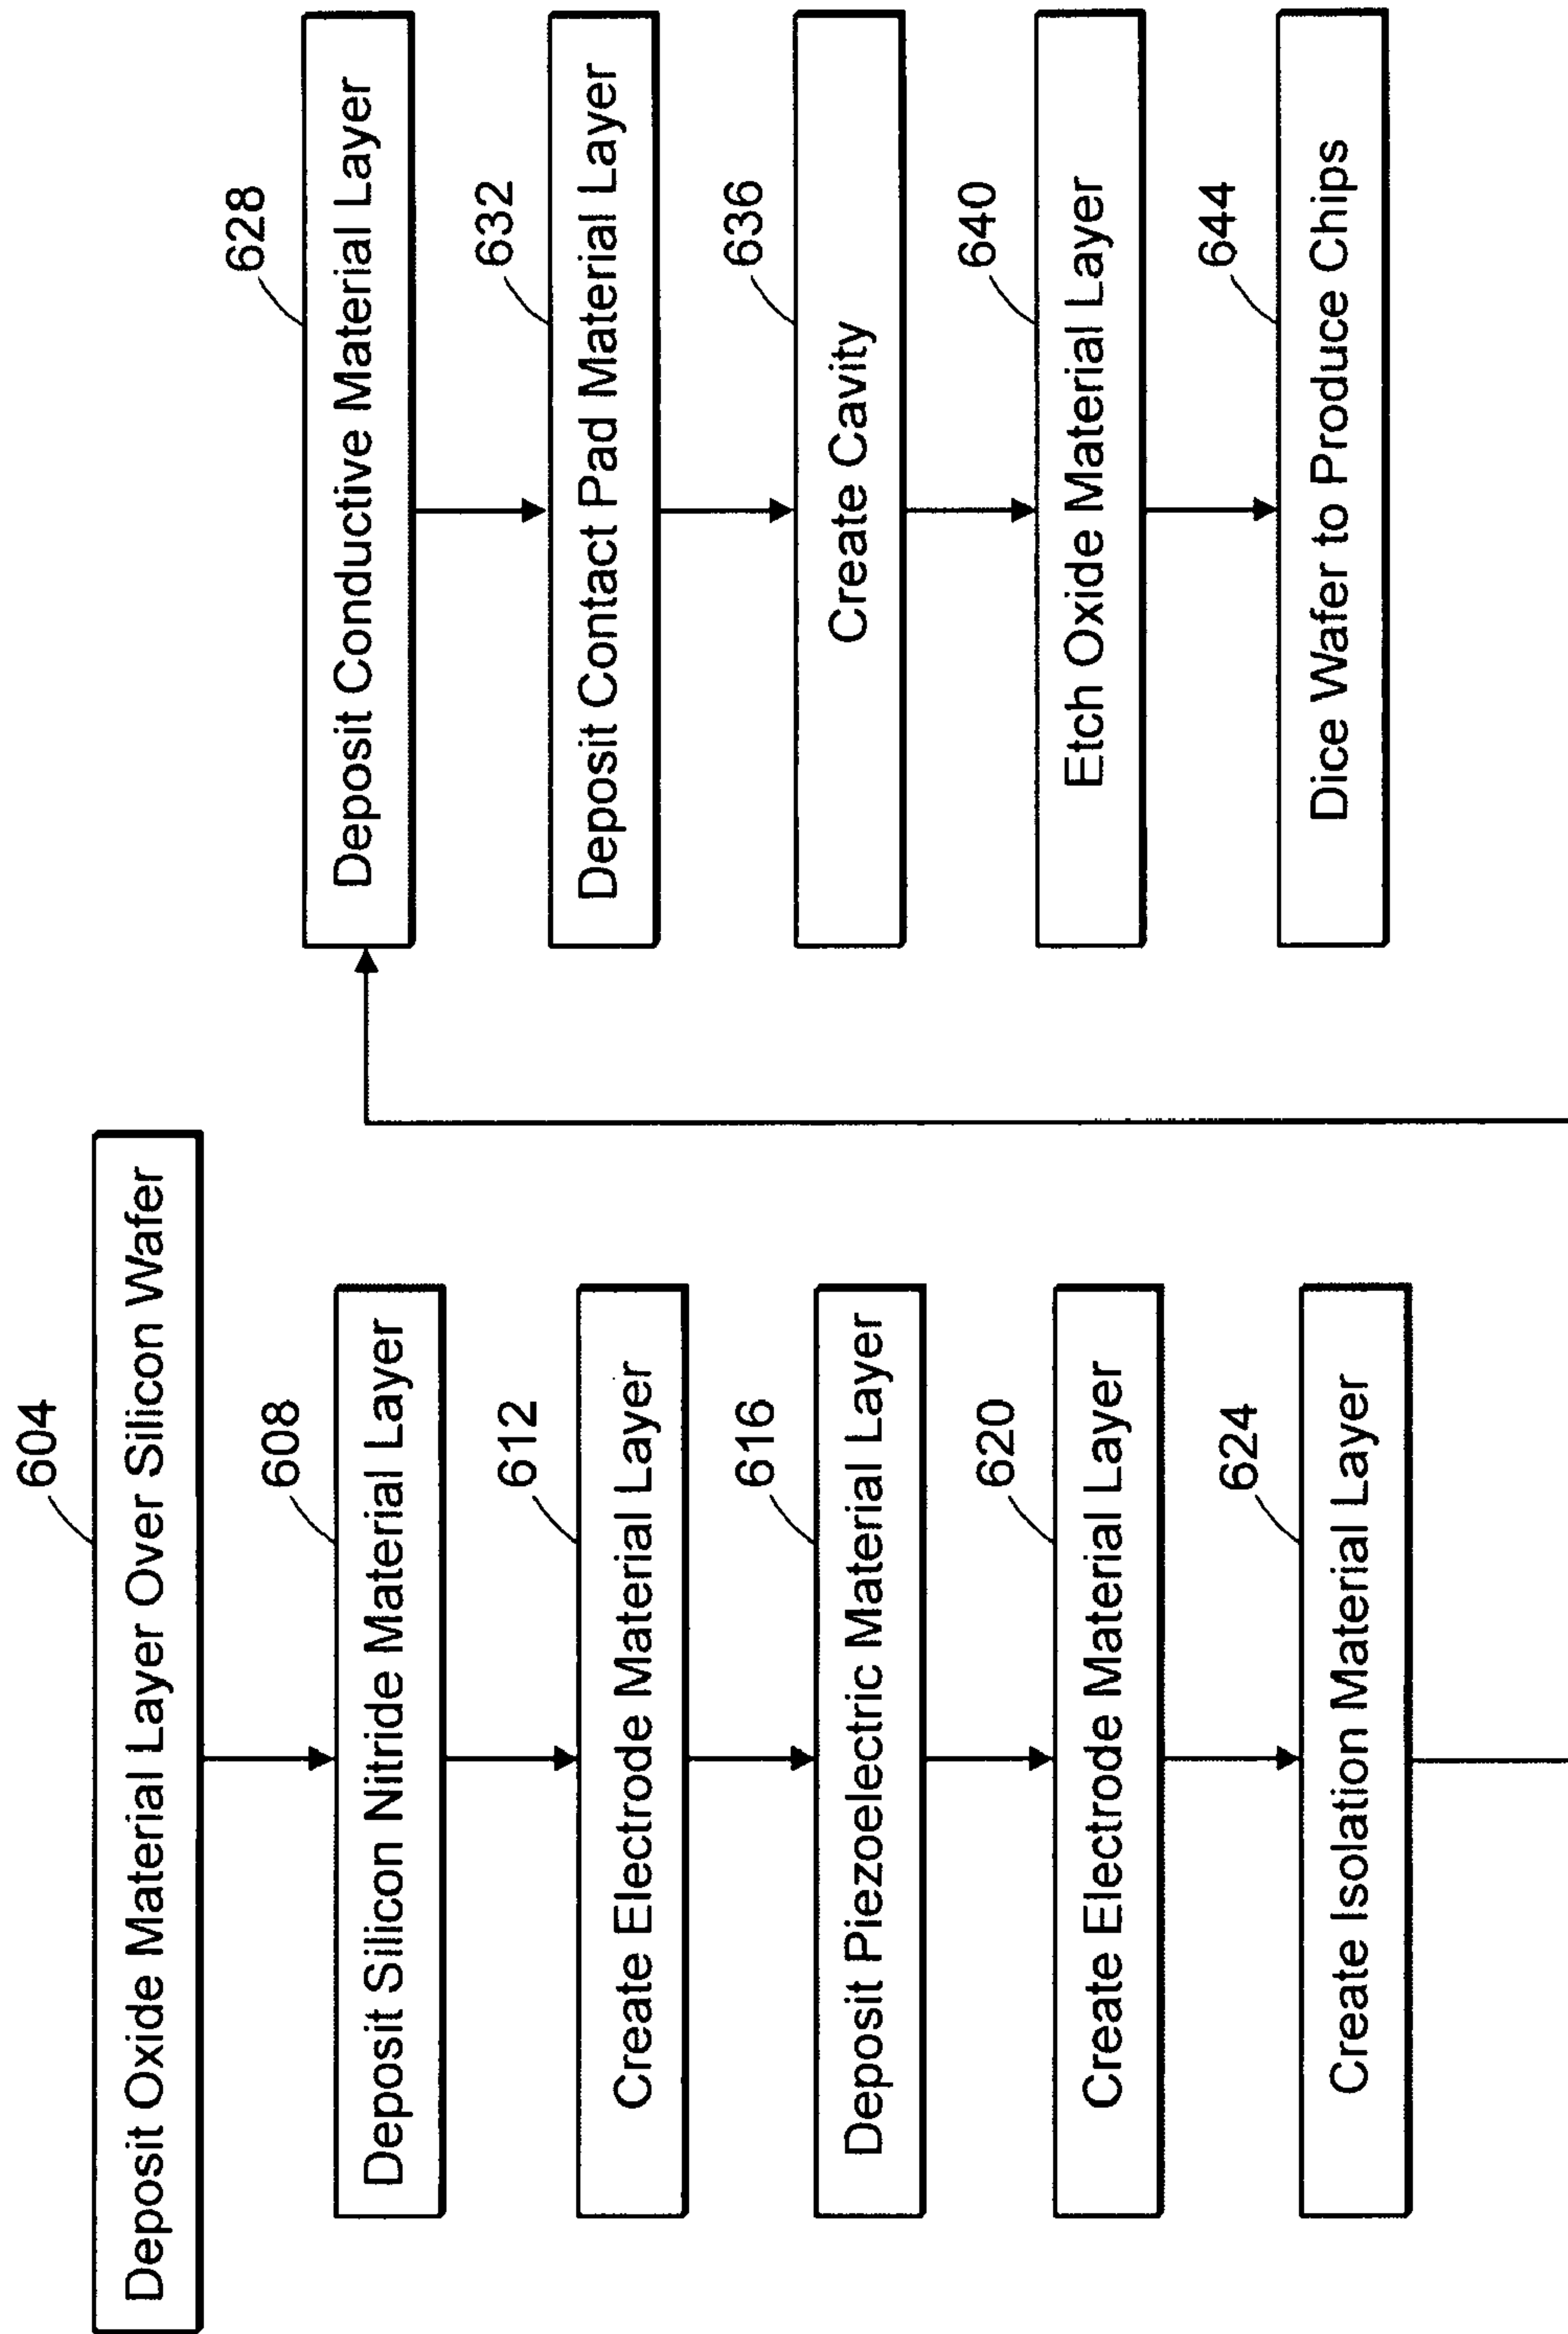 604
Deposit Oxide Material Layer Over Silicon Wafer
608
Deposit Silicon Nitride Material Layer
612
Create Electrode Material Layer
616
Deposit Piezoelectric Material Layer
620
Create Electrode Material Layer
624
Create Isolation Material Layer
628
Deposit Conductive Material Layer
632
Deposit Contact Pad Material Layer
636
Create Cavity
640
Etch Oxide Material Layer
644
Dice Wafer to Produce Chips